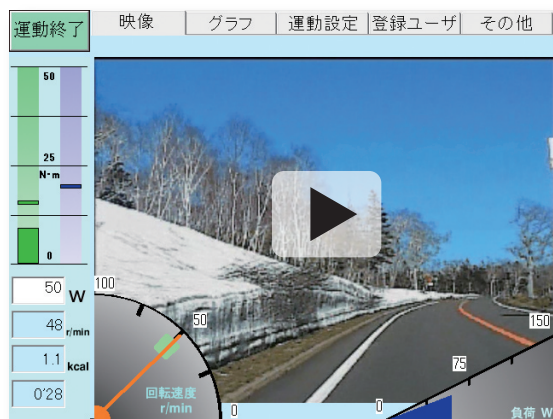 運動終了
映像
グラフ
運動設定
登録ユーザ
その他
50
25
N·m
0
50 W
48 r/min
1.1 kcal
0'28
100
50
回転速度
r/min
0
0
75
150
負荷 W